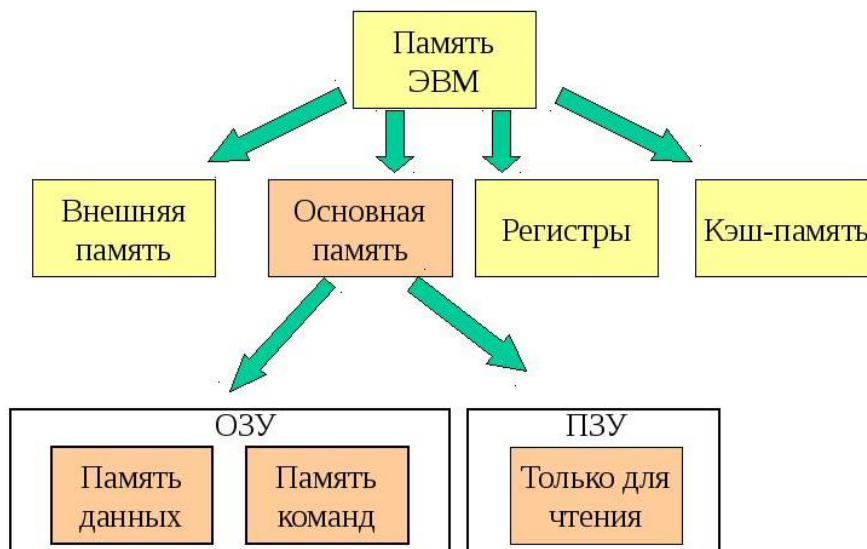 Память
ЭВМ
Внешняя
память
Основная
память
Регистры
Кэш-память
ОЗУ
Память
данных
Память
команд
ПЗУ
Только для
чтения